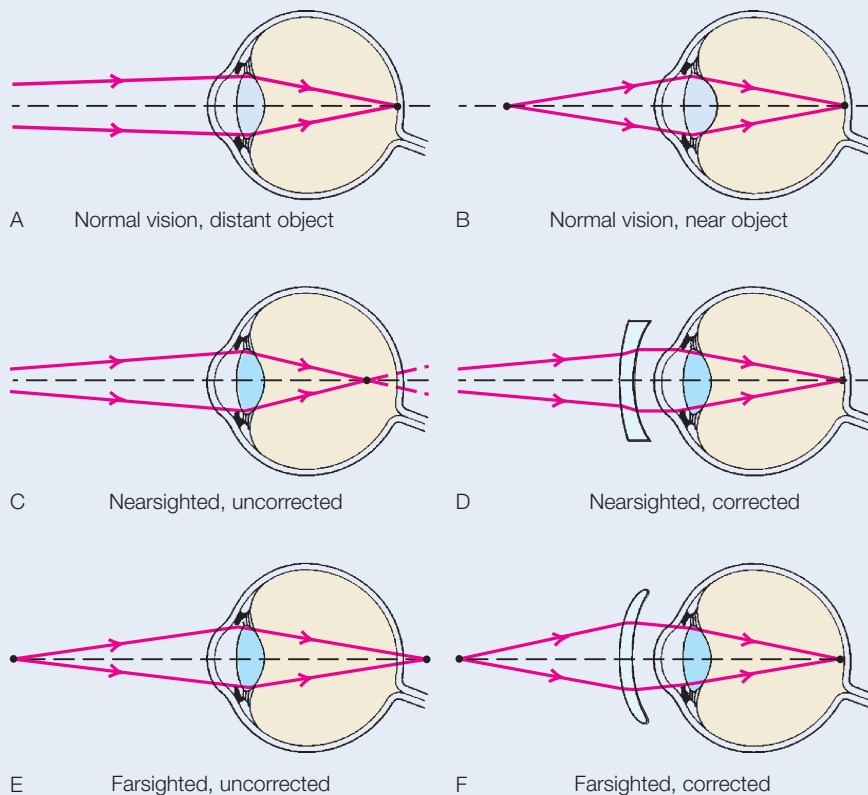 A Normal vision, distant object
B Normal vision, near object
C Nearsighted, uncorrected
D Nearsighted, corrected
E Farsighted, uncorrected
F Farsighted, corrected